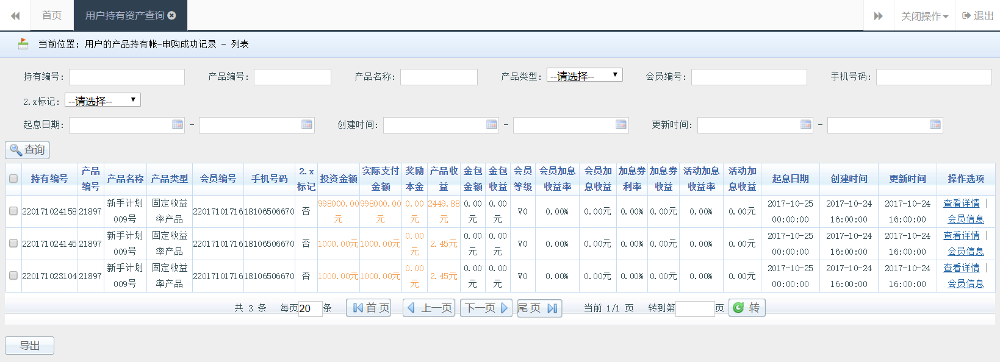 首页 用户持有资产查询 关闭操作 退出
当前位置: 用户的产品持有帐-申购成功记录 - 列表
持有编号: 产品编号: 产品名称: 产品类型: --请选择-- 会员编号: 手机号码:
2.x标记: --请选择--
起息日期: - 创建时间: - 更新时间: -
查询
持有编号 产品编号 产品名称 产品类型 会员编号 手机号码 2.x标记 投资金额 实际支付金额 奖励本金 产品收益 金包金额 金包收益 会员等级 会员加息收益率 会员加息收益 加息券利率 加息券收益 活动加息收益率 活动加息收益 起息日期 创建时间 更新时间 操作选项
220171024158 21897 新手计划009号 固定收益率产品 2201710171618106506670 否 998000.00元 998000.00元 0.00元 2449.88元 0.00元 0.00元 V0 0.00% 0.00元 0.00% 0.00元 0.00% 0.00元 2017-10-25 00:00:00 2017-10-24 16:00:00 2017-10-24 16:00:00 查看详情 | 会员信息
220171024145 21897 新手计划009号 固定收益率产品 2201710171618106506670 否 1000.00元 1000.00元 0.00元 2.45元 0.00元 0.00元 V0 0.00% 0.00元 0.00% 0.00元 0.00% 0.00元 2017-10-25 00:00:00 2017-10-24 16:00:00 2017-10-24 16:00:00 查看详情 | 会员信息
220171023104 21897 新手计划009号 固定收益率产品 2201710171618106506670 否 1000.00元 1000.00元 0.00元 2.45元 0.00元 0.00元 V0 0.00% 0.00元 0.00% 0.00元 0.00% 0.00元 2017-10-25 00:00:00 2017-10-24 16:00:00 2017-10-24 16:00:00 查看详情 | 会员信息
共 3 条 每页20条 首页 上一页 下一页 尾页 当前 1/1 页 转到第 页 转
导出